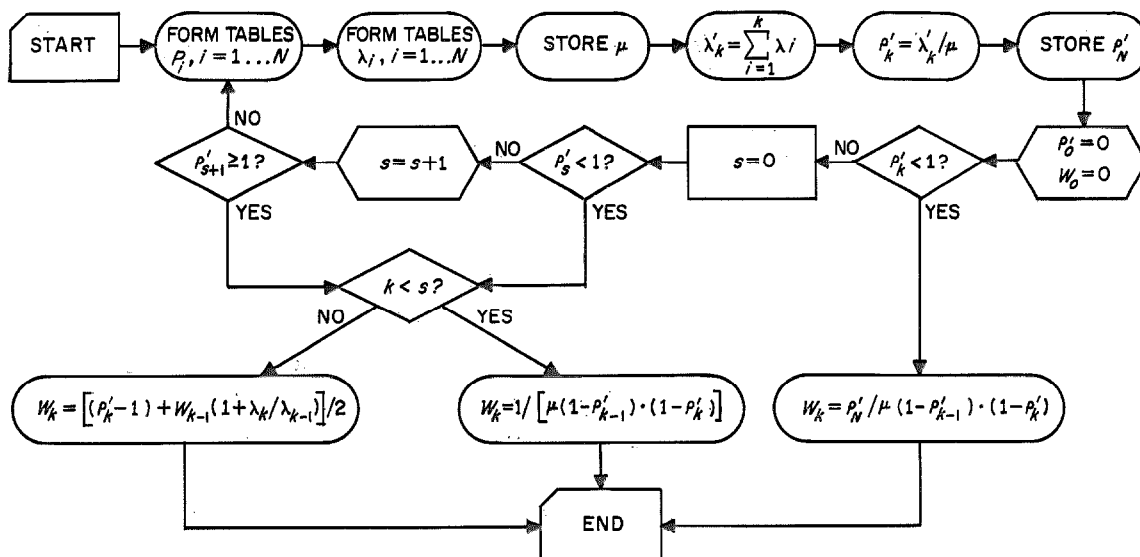 START
FORM TABLES
P_i, i = 1 ... N
FORM TABLES
λ_i, i = 1 ... N
STORE μ
λ'_k = Σ_{i=1}^{k} λi
ρ'_k = λ'_k/μ
STORE ρ'_N
ρ'_0 = 0
W_0 = 0
ρ'_k < 1?
NO
YES
s = 0
ρ'_s < 1?
NO
YES
s = s+1
ρ'_{s+1} ≥ 1?
NO
YES
k < s?
NO
YES
W_k = [(ρ'_k - 1) + W_{k-1}(1 + λ_k/λ_{k-1})]/2
W_k = 1/[μ(1-ρ'_{k-1})·(1-ρ'_k)]
W_k = ρ'_N/μ(1-ρ'_{k-1})·(1-ρ'_k)
END